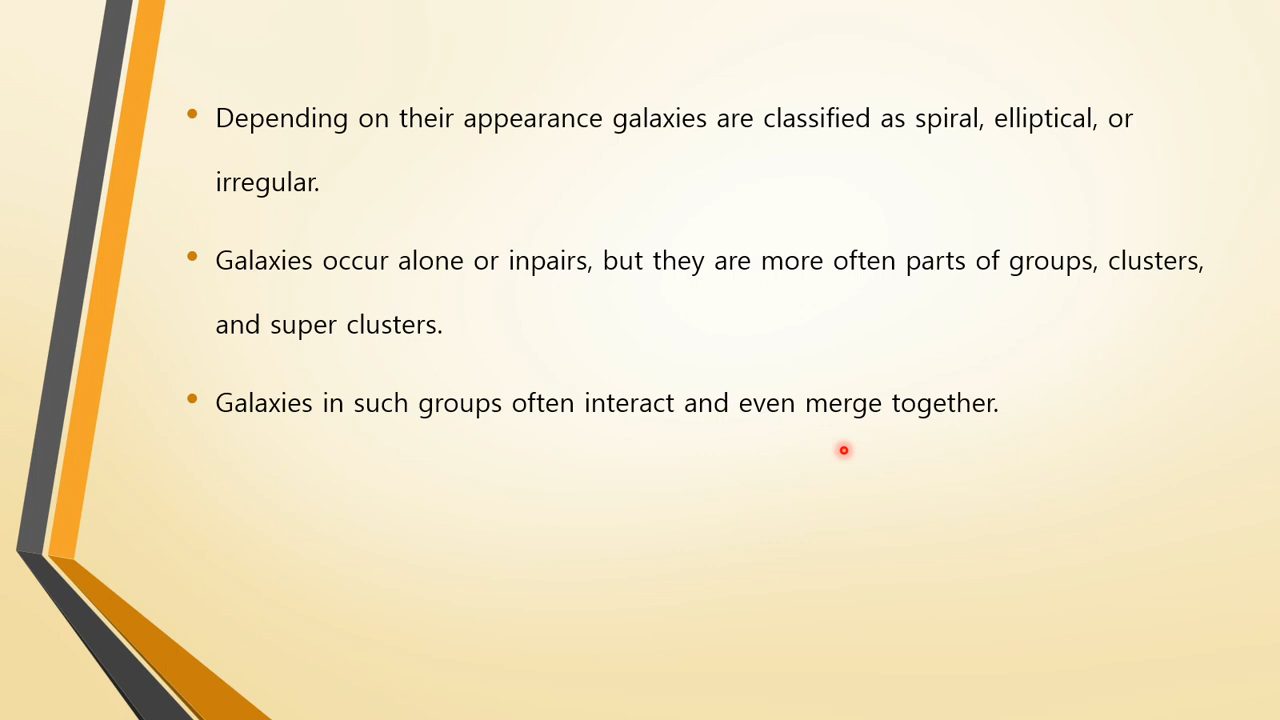 • Depending on their appearance galaxies are classified as spiral, elliptical, or
irregular.
• Galaxies occur alone or inpairs, but they are more often parts of groups, clusters,
and super clusters.
• Galaxies in such groups often interact and even merge together.